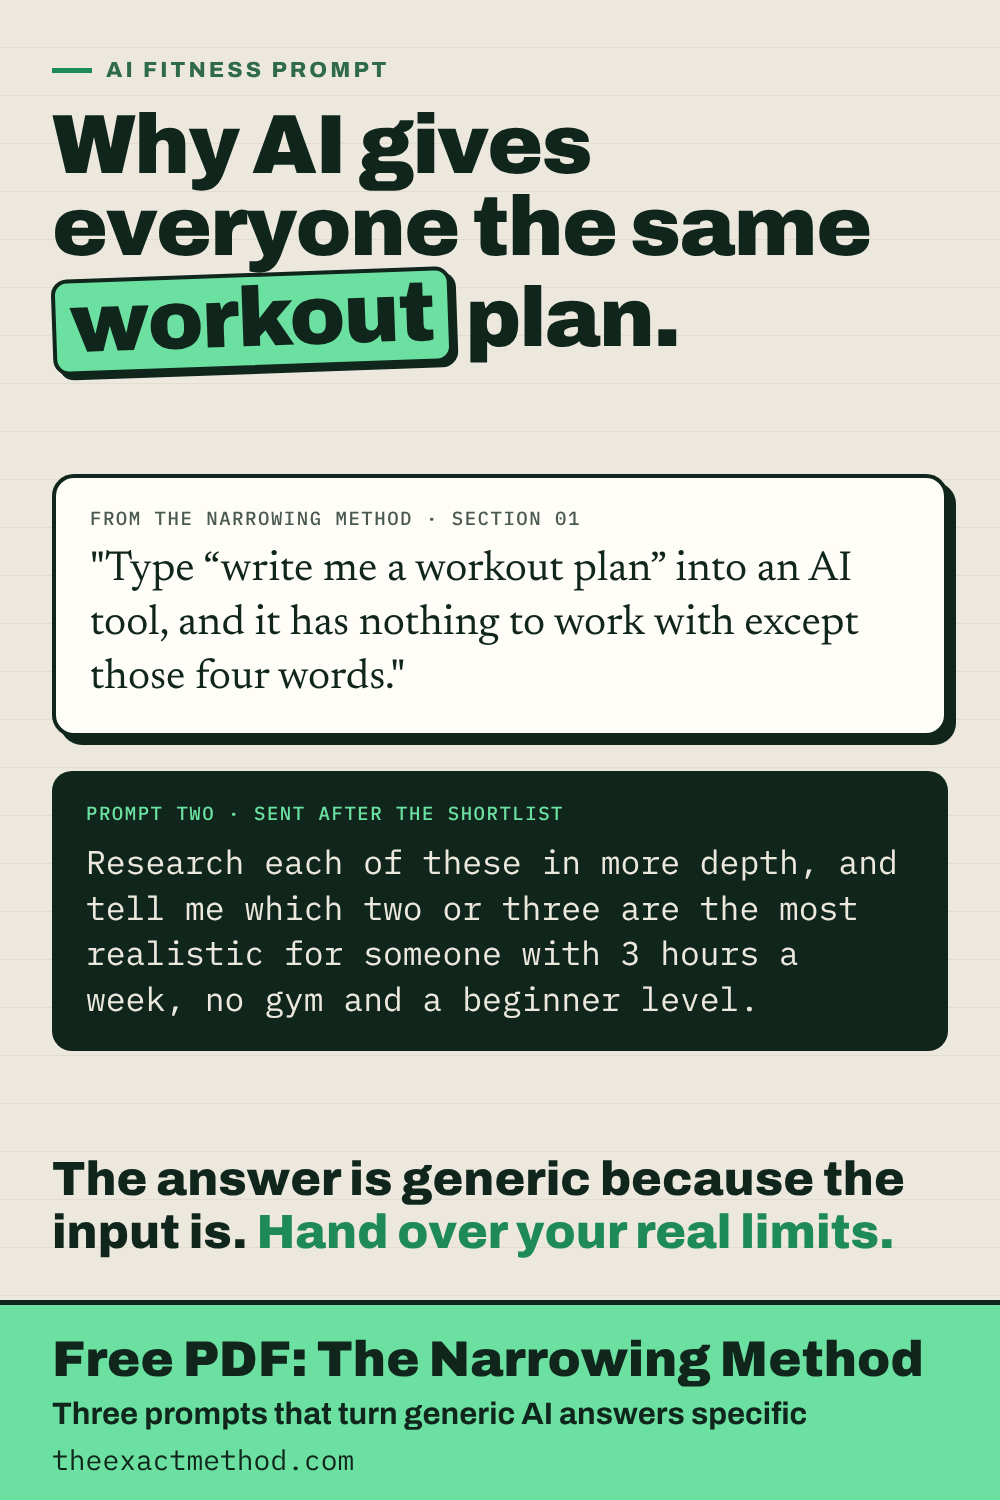 AI FITNESS PROMPT
Why AI gives
everyone the same
workout plan.
FROM THE NARROWING METHOD · SECTION 01
"Type “write me a workout plan” into an AI
tool, and it has nothing to work with except
those four words."
PROMPT TWO · SENT AFTER THE SHORTLIST
Research each of these in more depth, and
tell me which two or three are the most
realistic for someone with 3 hours a
week, no gym and a beginner level.
The answer is generic because the
input is. Hand over your real limits.
Free PDF: The Narrowing Method
Three prompts that turn generic AI answers specific
theexactmethod.com